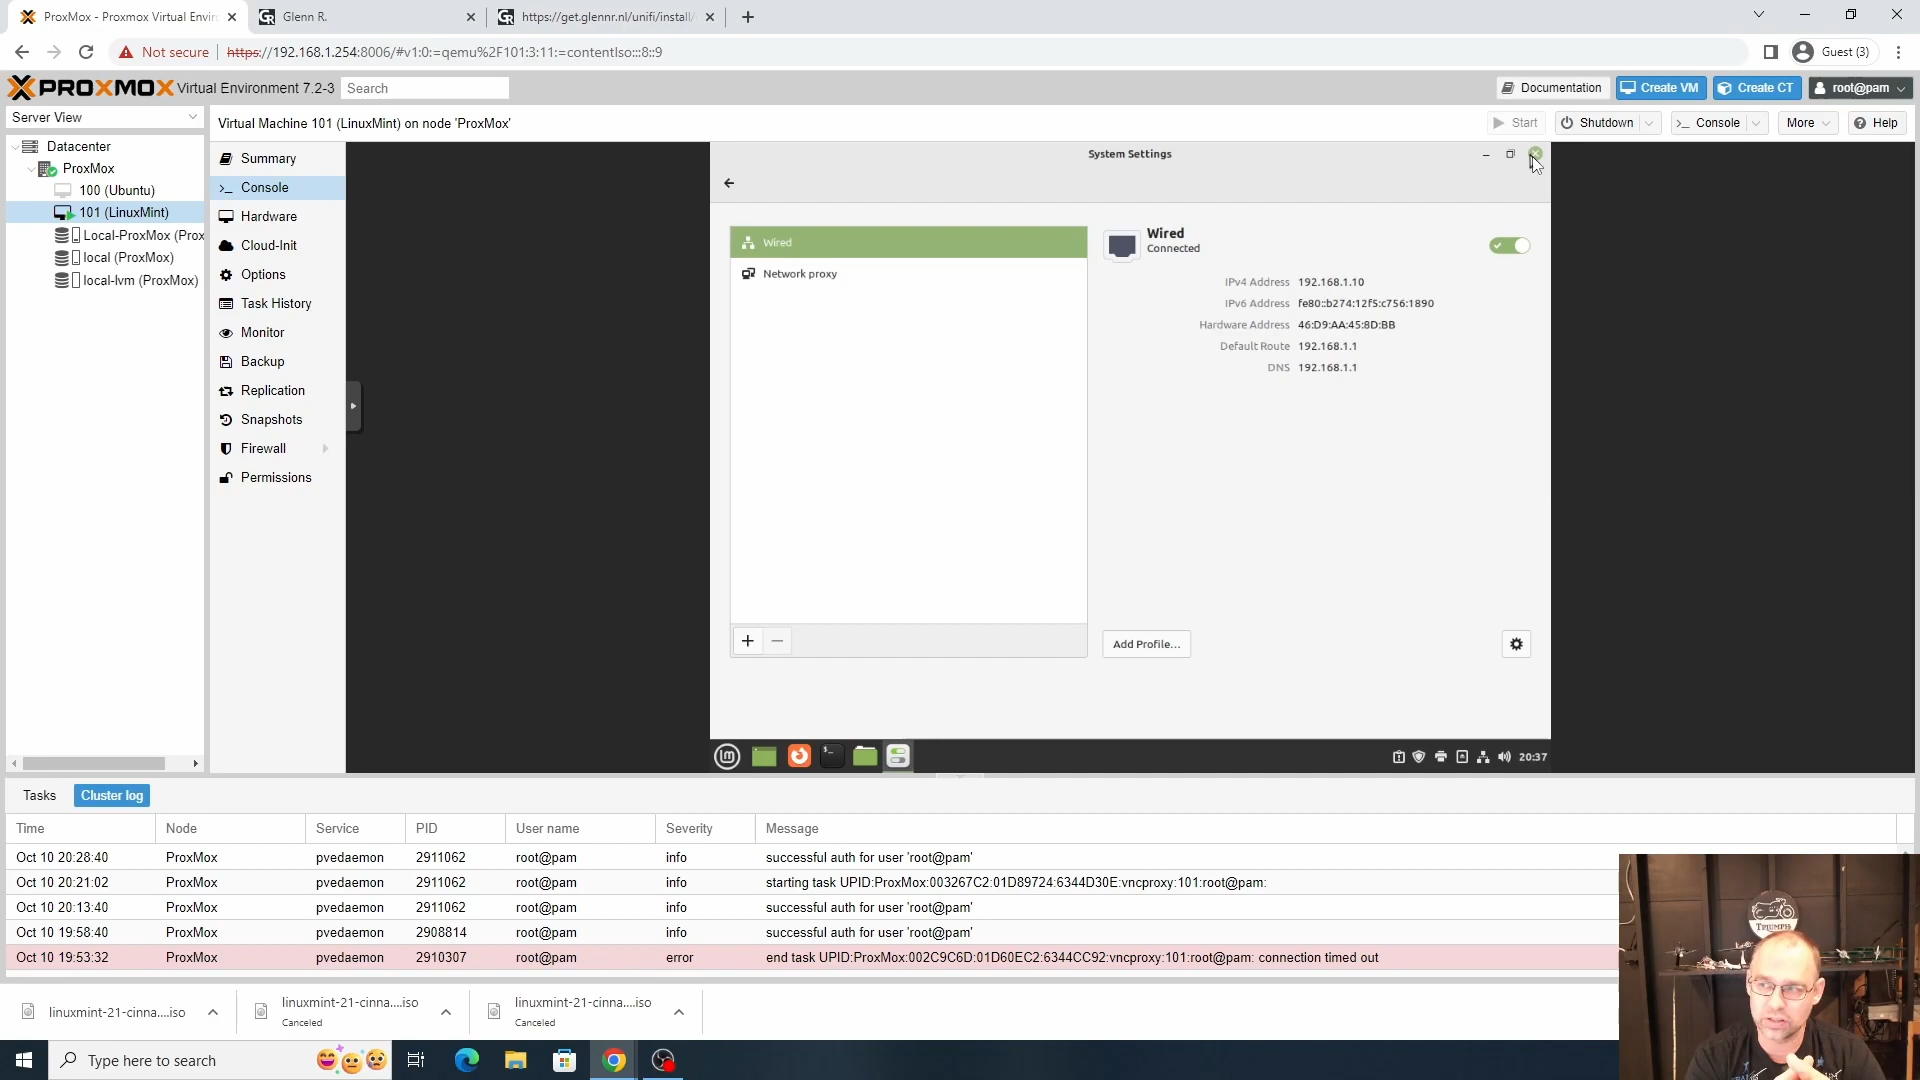 ProxMox - Proxmox Virtual Enviro
Glenn R.
https://get.glennr.nl/unifi/install/
Not secure
https://192.168.1.254:8006/#v1:0:=qemu%2F101:3:11:=contentIso:::8::9
Guest (3)
PROXMOX Virtual Environment 7.2-3
Search
Documentation
Create VM
Create CT
root@pam
Server View
Virtual Machine 101 (LinuxMint) on node 'ProxMox'
Start
Shutdown
Console
More
Help
Datacenter
ProxMox
100 (Ubuntu)
101 (LinuxMint)
Local-ProxMox (Prox
local (ProxMox)
local-lvm (ProxMox)
Summary
Console
Hardware
Cloud-Init
Options
Task History
Monitor
Backup
Replication
Snapshots
Firewall
Permissions
System Settings
Wired
Network proxy
Wired
Connected
IPv4 Address 192.168.1.10
IPv6 Address fe80::b274:12f5:c756:1890
Hardware Address 46:D9:AA:45:8D:BB
Default Route 192.168.1.1
DNS 192.168.1.1
Add Profile...
20:37
Tasks
Cluster log
Time Node Service PID User name Severity Message
Oct 10 20:28:40 ProxMox pvedaemon 2911062 root@pam info successful auth for user 'root@pam'
Oct 10 20:21:02 ProxMox pvedaemon 2911062 root@pam info starting task UPID:ProxMox:003267C2:01D89724:6344D30E:vncproxy:101:root@pam:
Oct 10 20:13:40 ProxMox pvedaemon 2911062 root@pam info successful auth for user 'root@pam'
Oct 10 19:58:40 ProxMox pvedaemon 2908814 root@pam info successful auth for user 'root@pam'
Oct 10 19:53:32 ProxMox pvedaemon 2910307 root@pam error end task UPID:ProxMox:002C9C6D:01D60EC2:6344CC92:vncproxy:101:root@pam: connection timed out
linuxmint-21-cinna....iso
linuxmint-21-cinna....iso
Canceled
linuxmint-21-cinna....iso
Canceled
Type here to search
TRIUMPH